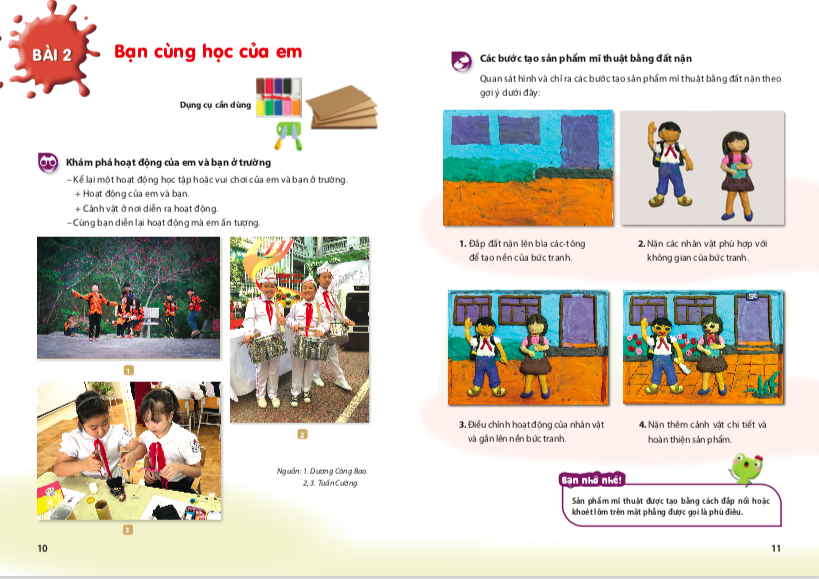 BÀI 2
Bạn cùng học của em
Dụng cụ cần dùng
Khám phá hoạt động của em và bạn ở trường
– Kể lại một hoạt động học tập hoặc vui chơi của em và bạn ở trường.
+ Hoạt động của em và bạn.
+ Cảnh vật ở nơi diễn ra hoạt động.
– Cùng bạn diễn lại hoạt động mà em ấn tượng.
1
2
3
Nguồn: 1. Dương Công Bao
2, 3. Tuấn Cường
10
Các bước tạo sản phẩm mĩ thuật bằng đất nặn
Quan sát hình và chỉ ra các bước tạo sản phẩm mĩ thuật bằng đất nặn theo
gợi ý dưới đây:
1. Đắp đất nặn lên bìa các-tông
để tạo nền của bức tranh.
2. Nặn các nhân vật phù hợp với
không gian của bức tranh.
3. Điều chỉnh hoạt động của nhân vật
và gắn lên nền bức tranh.
4. Nặn thêm cảnh vật chi tiết và
hoàn thiện sản phẩm.
Bạn nhớ nhé!
Sản phẩm mĩ thuật được tạo bằng cách đắp nổi hoặc
khoét lõm trên mặt phẳng được gọi là phù điêu.
11